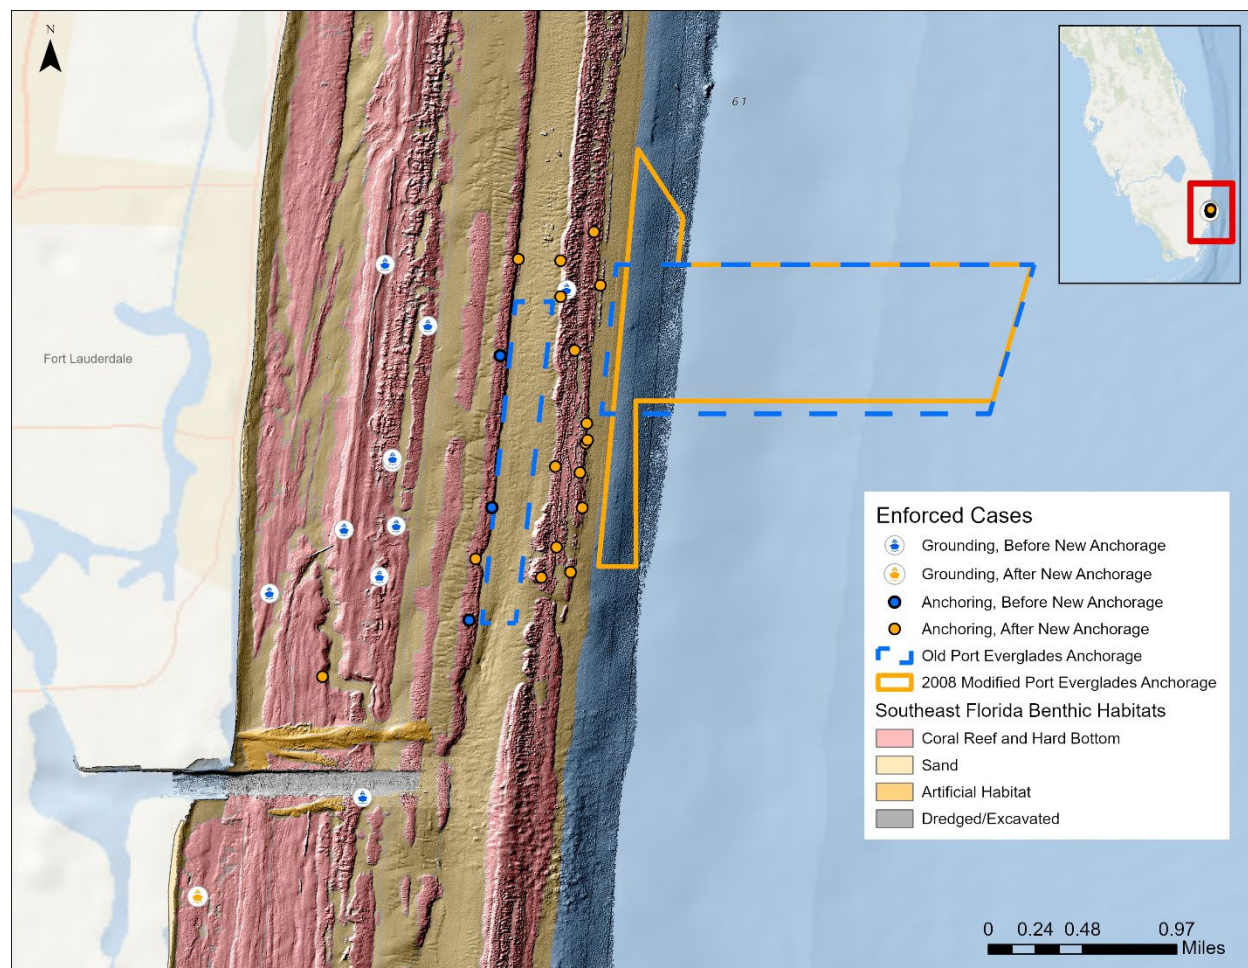 N
61
Fort Lauderdale
Enforced Cases
Grounding, Before New Anchorage
Grounding, After New Anchorage
Anchoring, Before New Anchorage
Anchoring, After New Anchorage
Old Port Everglades Anchorage
2008 Modified Port Everglades Anchorage
Southeast Florida Benthic Habitats
Coral Reef and Hard Bottom
Sand
Artificial Habitat
Dredged/Excavated
0 0.24 0.48 0.97
Miles